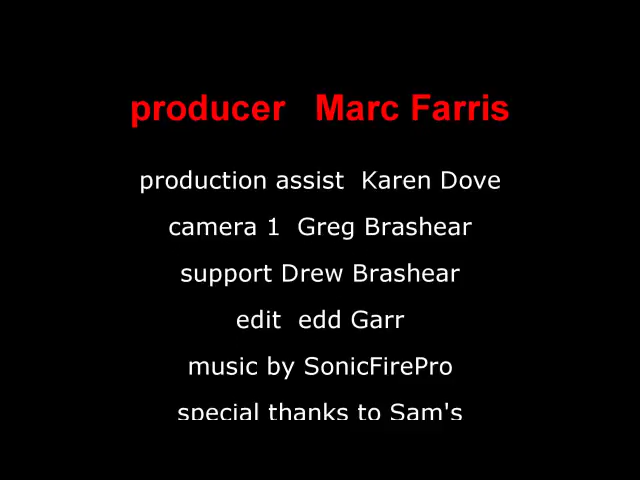 producer Marc Farris
production assist Karen Dove
camera 1 Greg Brashear
support Drew Brashear
edit edd Garr
music by SonicFirePro
special thanks to Sam's